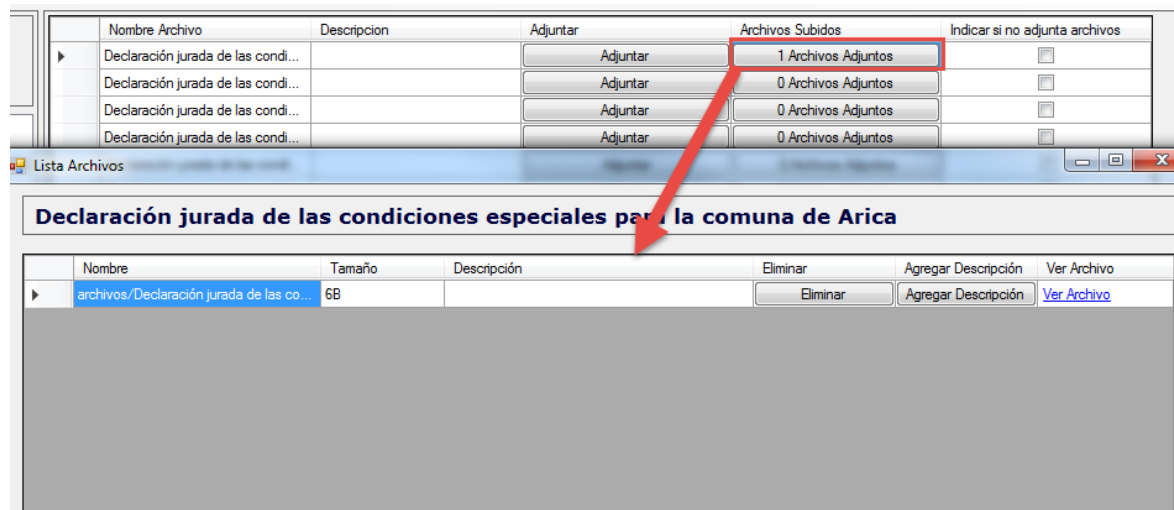 Nombre Archivo Descripcion Adjuntar Archivos Subidos Indicar si no adjunta archivos
Declaración jurada de las condi... Adjuntar 1 Archivos Adjuntos
Declaración jurada de las condi... Adjuntar 0 Archivos Adjuntos
Declaración jurada de las condi... Adjuntar 0 Archivos Adjuntos
Declaración jurada de las condi... Adjuntar 0 Archivos Adjuntos
Lista Archivos
Declaración jurada de las condiciones especiales para la comuna de Arica
Nombre Tamaño Descripción Eliminar Agregar Descripción Ver Archivo
archivos/Declaración jurada de las co... 6B Eliminar Agregar Descripción Ver Archivo